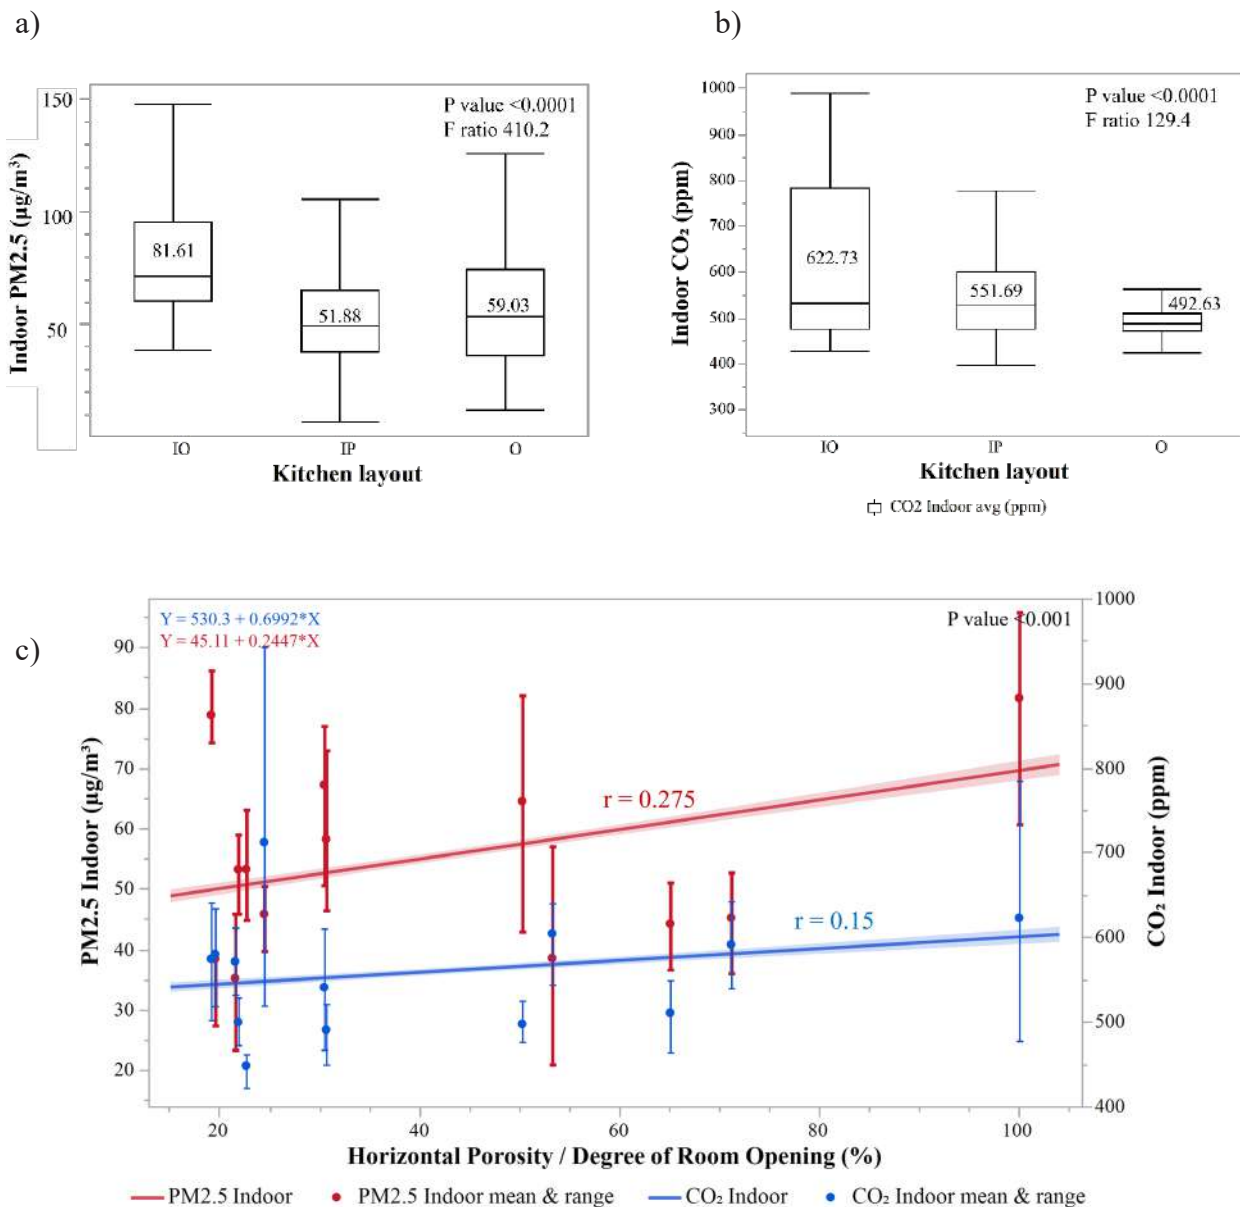 a)
b)
150
100
50
Indoor PM2.5 (µg/m³)
P value <0.0001
F ratio 410.2
81.61
51.88
59.03
IO
IP
O
Kitchen layout
1000
900
800
700
600
500
400
300
Indoor CO₂ (ppm)
P value <0.0001
F ratio 129.4
622.73
551.69
492.63
IO
IP
O
Kitchen layout
CO2 Indoor avg (ppm)
c)
Y = 530.3 + 0.6992*X
Y = 45.11 + 0.2447*X
P value <0.001
90
80
70
60
50
40
30
20
PM2.5 Indoor (µg/m³)
r = 0.275
r = 0.15
1000
900
800
700
600
500
400
CO₂ Indoor (ppm)
20
40
60
80
100
Horizontal Porosity / Degree of Room Opening (%)
PM2.5 Indoor
PM2.5 Indoor mean & range
CO₂ Indoor
CO₂ Indoor mean & range